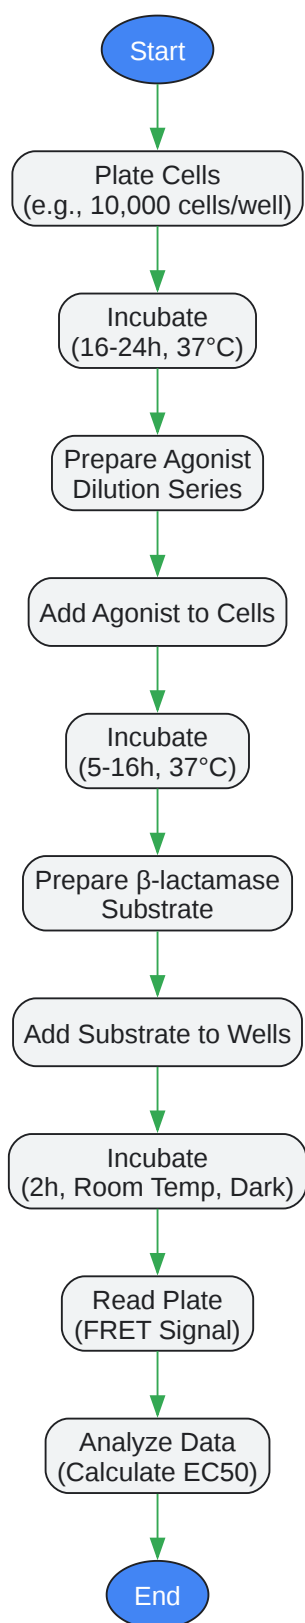 Start
Plate Cells
(e.g., 10,000 cells/well)
Incubate
(16-24h, 37°C)
Prepare Agonist
Dilution Series
Add Agonist to Cells
Incubate
(5-16h, 37°C)
Prepare β-lactamase
Substrate
Add Substrate to Wells
Incubate
(2h, Room Temp, Dark)
Read Plate
(FRET Signal)
Analyze Data
(Calculate EC50)
End